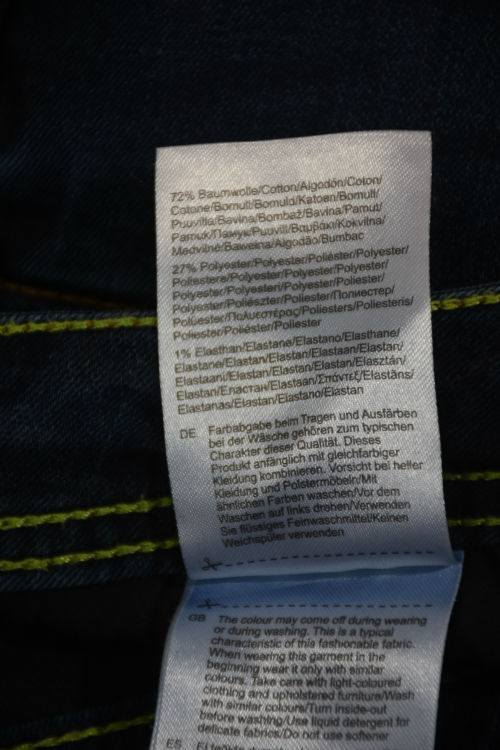 72% Baumwolle/Cotton/Algodón/Coton/
Cotone/Bomuld/Katoen/Bomull/
Puuvilla/Bavlna/Bombaž/Bavlna/Pamut/
Pamuk/Памук/Puuvill/Βαμβάκι/Kokvilna/
Medvilnė/Baweina/Algodão/Bumbac
27% Polyester/Polyester/Poliéster/Polyester/
Poliestere/Polyester/Polyester/Polyester/
Polyesteri/Polyester/Poliester/
Polyester/Poliészter/Poliester/Полиестер/
Polüester/Πολυεστέρας/Poliesters/Poliesteris/
Poliester/Poliéster/Poliester
1% Elasthan/Elastane/Elastano/Elasthane/
Elastane/Elastan/Elastan/Elastaan/Elastan/
Elastaani/Elastan/Elastan/Elastan/Elasztán/
Elastan/Еластан/Elastaan/Σπάντεξ/Elastāns/
Elastanas/Elastan/Elastano/Elastan
DE Farbabgabe beim Tragen und Ausfärben
bei der Wäsche gehören zum typischen
Charakter dieser Qualität. Dieses
Produkt anfänglich mit gleichfarbiger
Kleidung kombinieren. Vorsicht bei heller
Kleidung und Polstermöbeln/Mit
ähnlichen Farben waschen/Vor dem
Waschen auf links drehen/Verwenden
Sie flüssiges Feinwaschmittel/Keinen
Weichspüler verwenden
GB The colour may come off during wearing
or during washing. This is a typical
characteristic of this fashionable fabric.
When wearing this garment in the
beginning wear it only with similar
colours. Take care with light-coloured
clothing and upholstered furniture/Wash
with similar colours/Turn inside-out
before washing/Use liquid detergent for
delicate fabrics/Do not use softener
ES